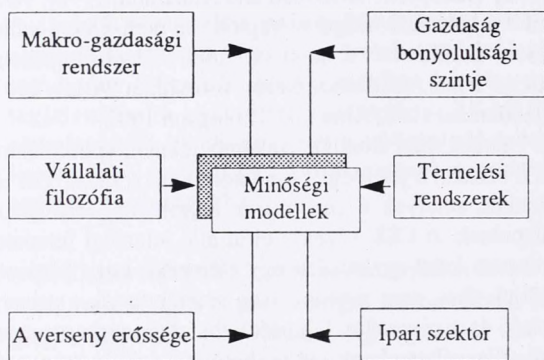 Makro-gazdasági
rendszer
Gazdaság
bonyolultsági
szintje
Vállalati
filozófia
Minőségi
modellek
Termelési
rendszerek
A verseny erőssége
Ipari szektor